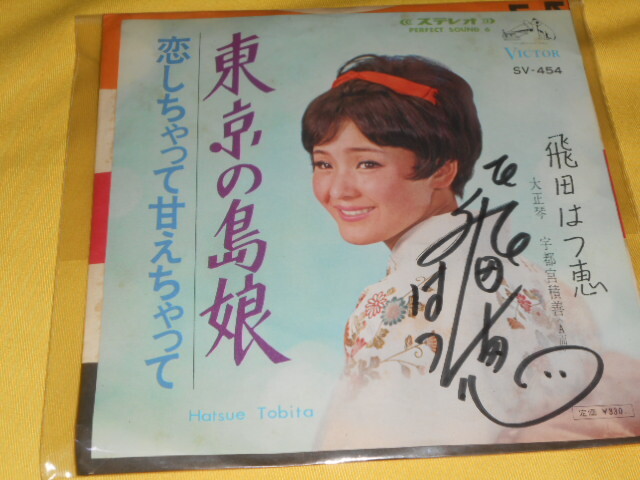 ステレオ
PERFECT SOUND
VICTOR
SV-454
東京の島娘
恋しちゃって甘えちゃって
飛田はつ恵
大正琴 宇都宮積善
飛田はつ恵
Hatsue Tobita
定価 ¥330